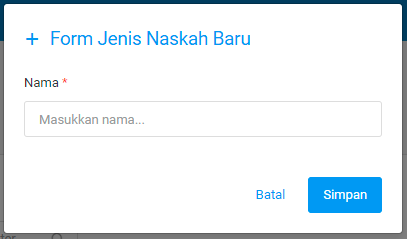 + Form Jenis Naskah Baru
Nama *
Masukkan nama...
Batal
Simpan